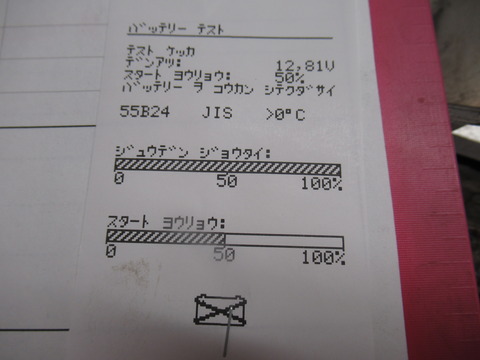 バッテリー テスト
テスト ケッカ
デンアツ: 12,81V
スタート ヨウリョウ: 50%
バッテリー ヲ コウカン シテクダサイ
55B24 JIS >0°C
ジュウデン ジョウタイ:
0 50 100%
スタート ヨウリョウ:
0 50 100%